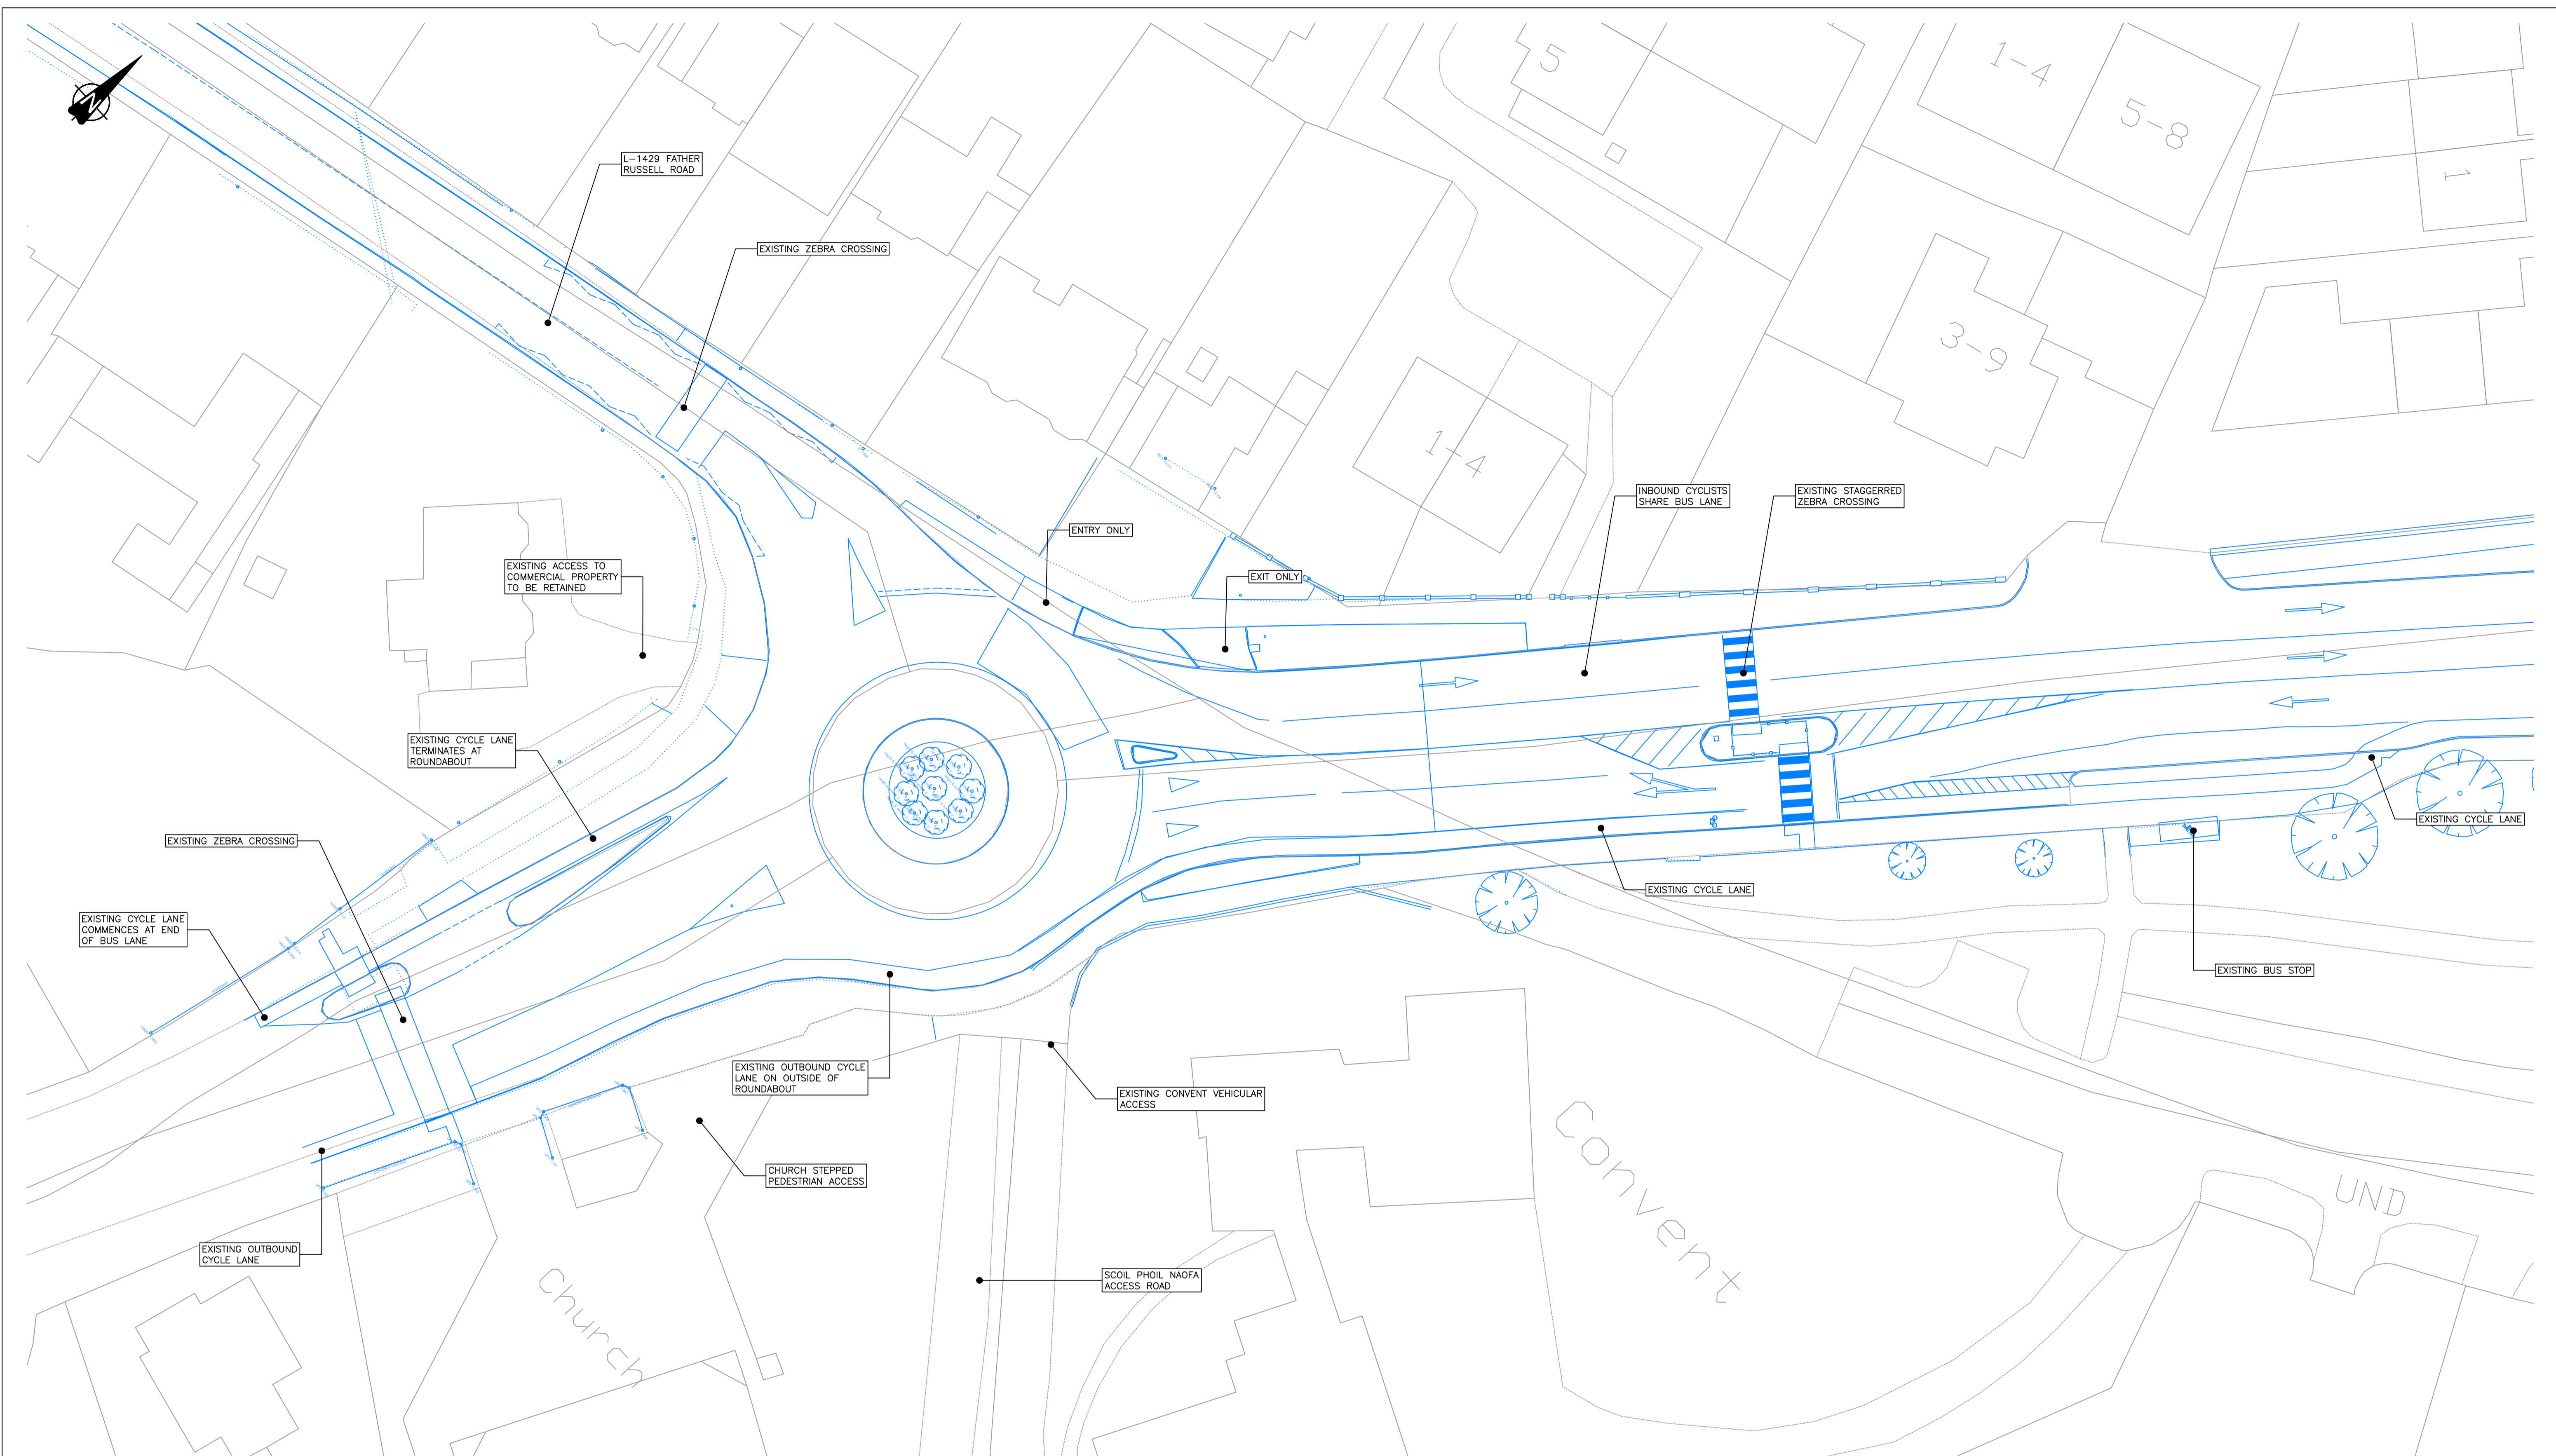 5
1-4
5-8
1
3-9
1-4
N
L-1429 FATHER
RUSSELL ROAD
EXISTING ZEBRA CROSSING
INBOUND CYCLISTS
SHARE BUS LANE
EXISTING STAGGERRED
ZEBRA CROSSING
ENTRY ONLY
EXIT ONLY
EXISTING ACCESS TO
COMMERCIAL PROPERTY
TO BE RETAINED
EXISTING CYCLE LANE
TERMINATES AT
ROUNDABOUT
EXISTING ZEBRA CROSSING
EXISTING CYCLE LANE
EXISTING CYCLE LANE
EXISTING CYCLE LANE
COMMENCES AT END
OF BUS LANE
EXISTING BUS STOP
EXISTING OUTBOUND CYCLE
LANE ON OUTSIDE OF
ROUNDABOUT
EXISTING CONVENT VEHICULAR
ACCESS
CHURCH STEPPED
PEDESTRIAN ACCESS
EXISTING OUTBOUND
CYCLE LANE
SCOIL PHOIL NAOFA
ACCESS ROAD
Convent
UND
Church